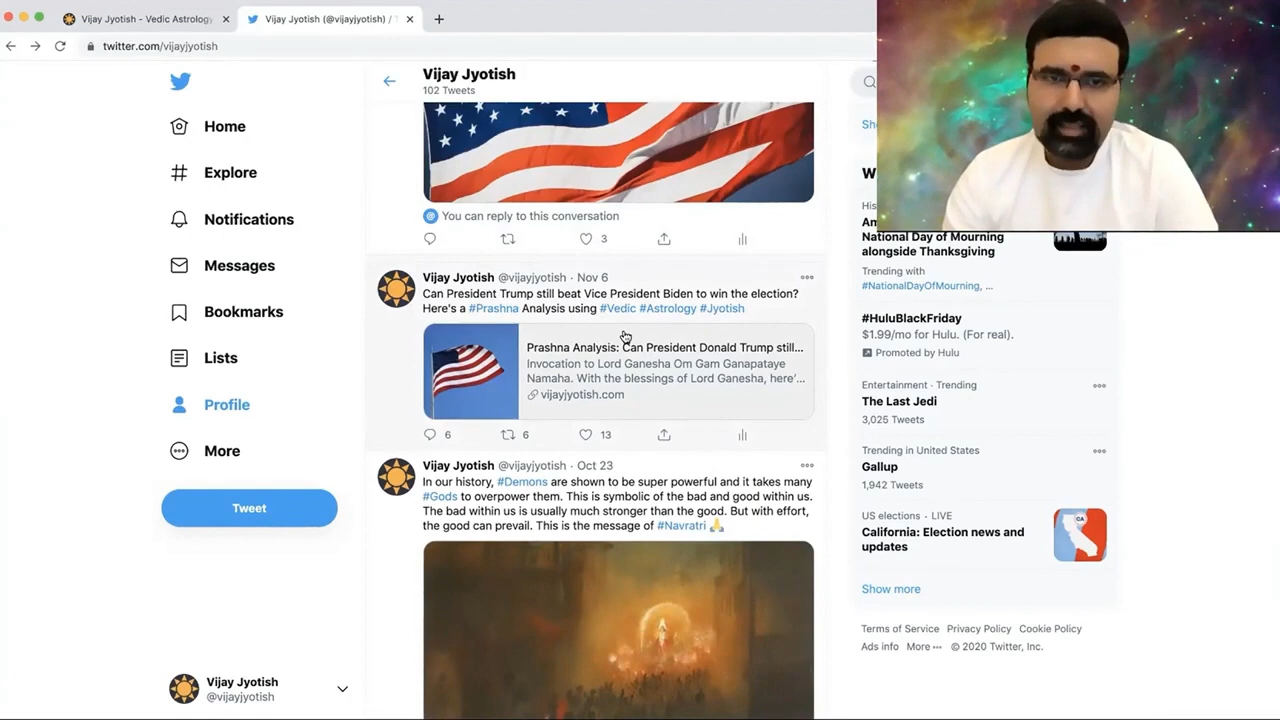 Vijay Jyotish - Vedic Astrology
Vijay Jyotish (@vijayjyotish) / T
twitter.com/vijayjyotish
Home
Explore
Notifications
Messages
Bookmarks
Lists
Profile
More
Tweet
Vijay Jyotish
@vijayjyotish
Vijay Jyotish
102 Tweets
You can reply to this conversation
3
Vijay Jyotish @vijayjyotish · Nov 6
Can President Trump still beat Vice President Biden to win the election?
Here's a #Prashna Analysis using #Vedic #Astrology #Jyotish
Prashna Analysis: Can President Donald Trump still...
Invocation to Lord Ganesha Om Gam Ganapataye
Namaha. With the blessings of Lord Ganesha, here'...
vijayjyotish.com
6 6 13
Vijay Jyotish @vijayjyotish · Oct 23
In our history, #Demons are shown to be super powerful and it takes many
#Gods to overpower them. This is symbolic of the bad and good within us.
The bad within us is usually much stronger than the good. But with effort,
the good can prevail. This is the message of #Navratri 🙏
National Day of Mourning
alongside Thanksgiving
Trending with
#NationalDayOfMourning, ...
#HuluBlackFriday
$1.99/mo for Hulu. (For real).
Promoted by Hulu
Entertainment · Trending
The Last Jedi
3,025 Tweets
Trending in United States
Gallup
1,942 Tweets
US elections · LIVE
California: Election news and
updates
CA
Show more
Terms of Service Privacy Policy Cookie Policy
Ads info More ··· © 2020 Twitter, Inc.